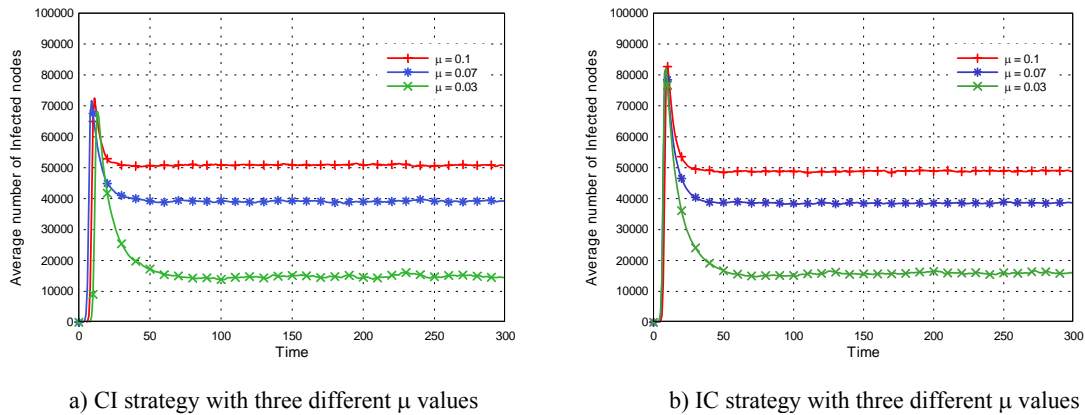 100000
90000
80000
70000
60000
50000
40000
30000
20000
10000
0
0 50 100 150 200 250 300
Average number of Infected nodes
Time
μ = 0.1
μ = 0.07
μ = 0.03
a) CI strategy with three different μ values
100000
90000
80000
70000
60000
50000
40000
30000
20000
10000
0
0 50 100 150 200 250 300
Average number of Infected nodes
Time
μ = 0.1
μ = 0.07
μ = 0.03
b) IC strategy with three different μ values